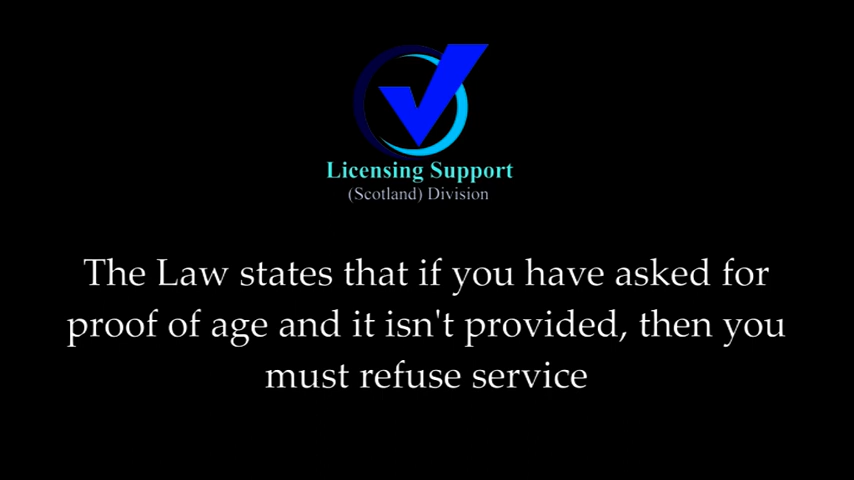 Licensing Support
(Scotland) Division
The Law states that if you have asked for
proof of age and it isn't provided, then you
must refuse service